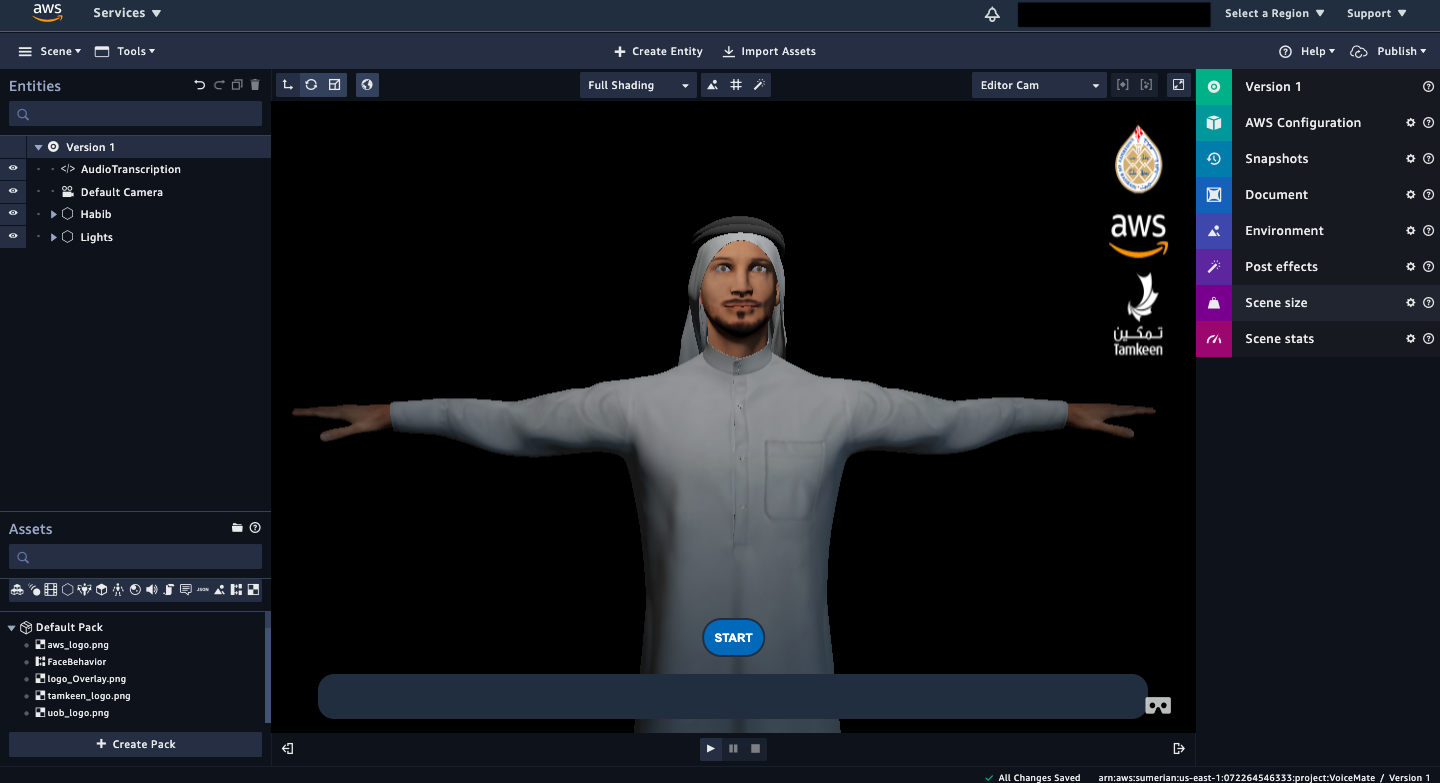 aws
Services
Select a Region
Support
Scene
Tools
Create Entity
Import Assets
Help
Publish
Entities
Full Shading
Editor Cam
Version 1
</> AudioTranscription
Default Camera
Habib
Lights
aws
تمكين
Tamkeen
START
Version 1
AWS Configuration
Snapshots
Document
Environment
Post effects
Scene size
Scene stats
Assets
JSON
Default Pack
aws_logo.png
FaceBehavior
logo_Overlay.png
tamkeen_logo.png
uob_logo.png
+ Create Pack
All Changes Saved
arn:aws:sumerian:us-east-1:072264546333:project:VoiceMate / Version 1